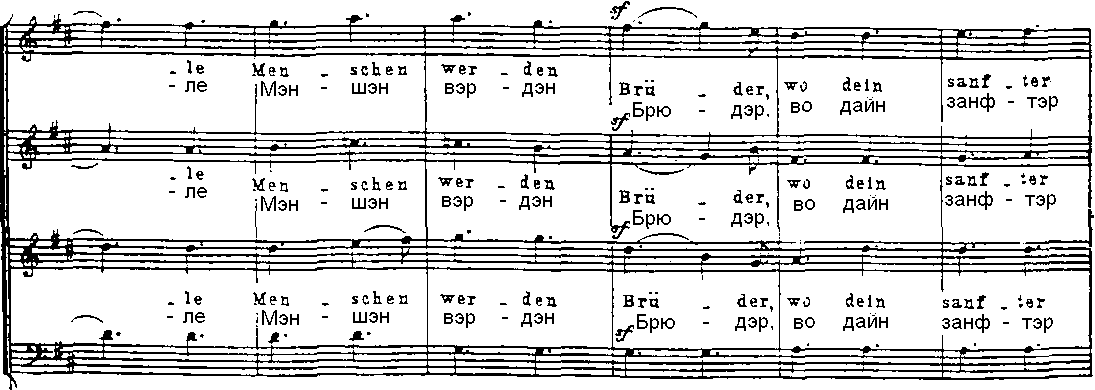 sf
- le Men - schen wer - den Brü - der, wo dein sanf - ter
- ле Мэн - шэн вэр - дэн Брю - дэр, во дайн занф - тэр
sf
- le Men - schen wer - den Brü - der, wo dein sanf - ter
- ле Мэн - шэн вэр - дэн Брю - дэр, во дайн занф - тэр
sf
- le Men - schen wer - den Brü - der, wo dein sanf - ter
- ле Мэн - шэн вэр - дэн Брю - дэр, во дайн занф - тэр
sf